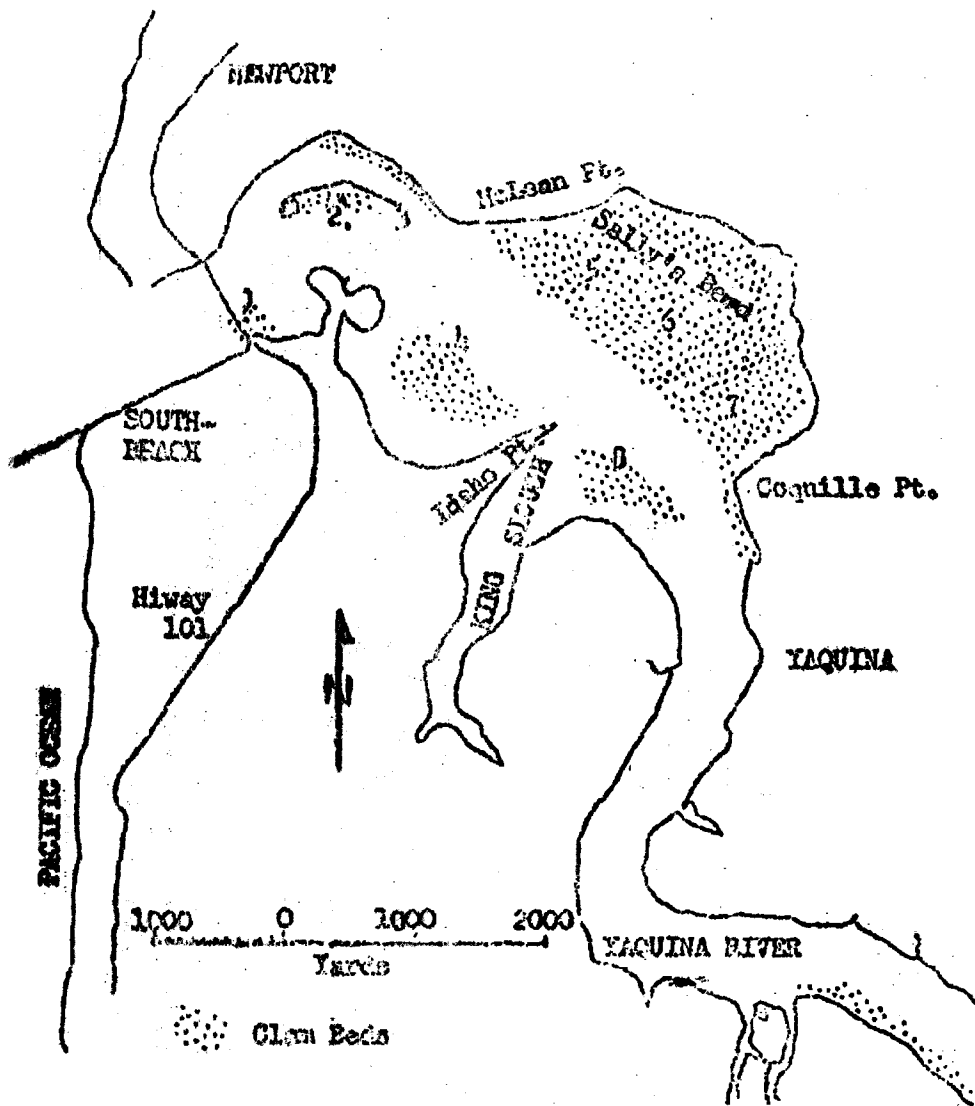 NEWPORT
McLean Pt.
2.
Sally's Bend
5
6
7
1
SOUTH-
BEACH
Idaho Pt.
8
Coquille Pt.
KING SLOUGH
Hiway
101
N
YAQUINA
PACIFIC OCEAN
1000 0 1000 2000
Yards
YAQUINA RIVER
Clam Beds